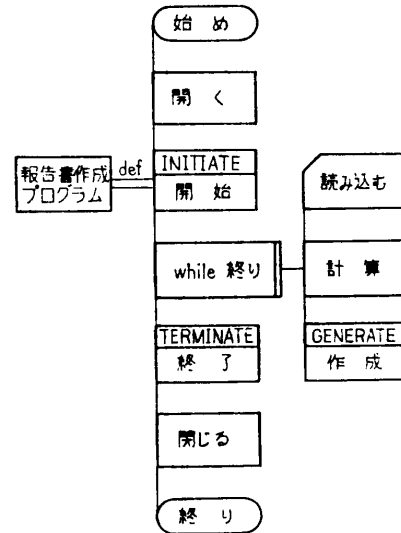 始め
開く
報告書作成
プログラム
def
INITIATE
開始
while 終り
読み込む
計算
GENERATE
作成
TERMINATE
終了
閉じる
終り